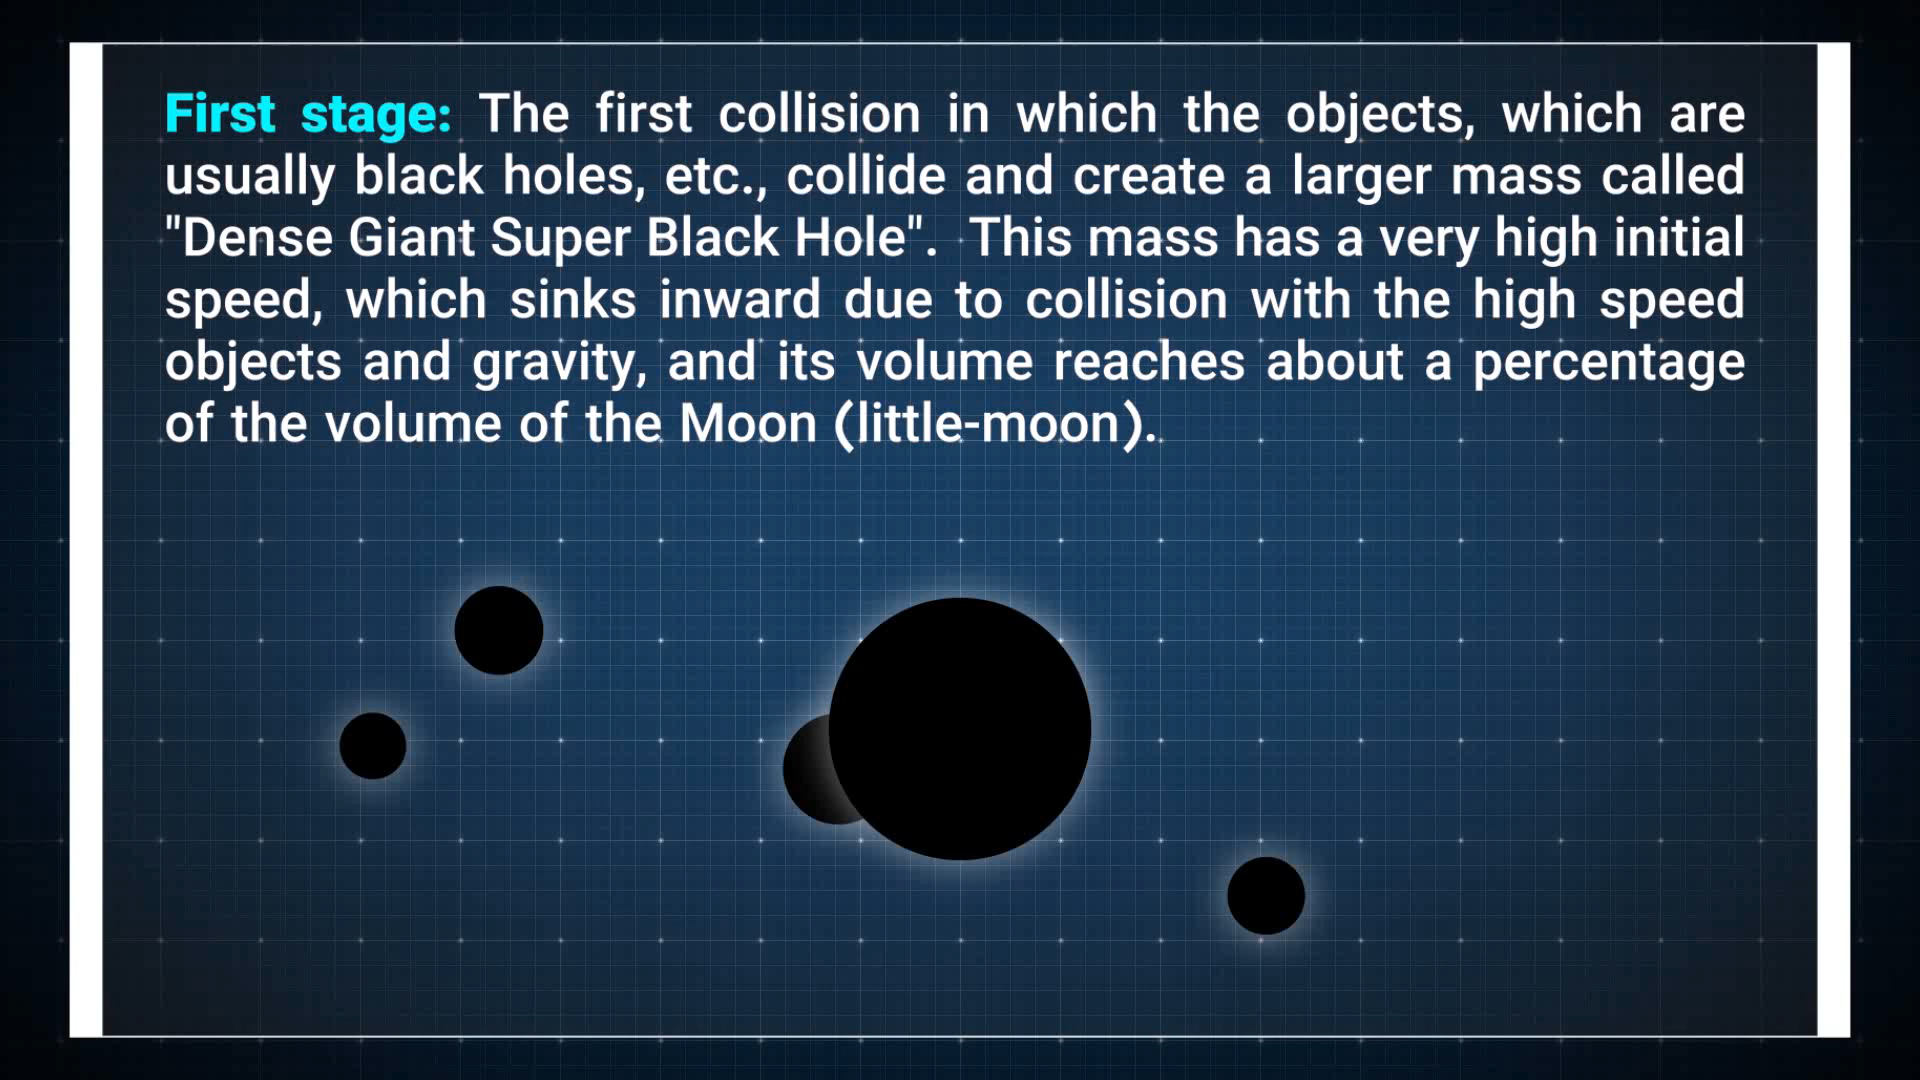 First stage: The first collision in which the objects, which are
usually black holes, etc., collide and create a larger mass called
"Dense Giant Super Black Hole".  This mass has a very high initial
speed, which sinks inward due to collision with the high speed
objects and gravity, and its volume reaches about a percentage
of the volume of the Moon (little-moon).